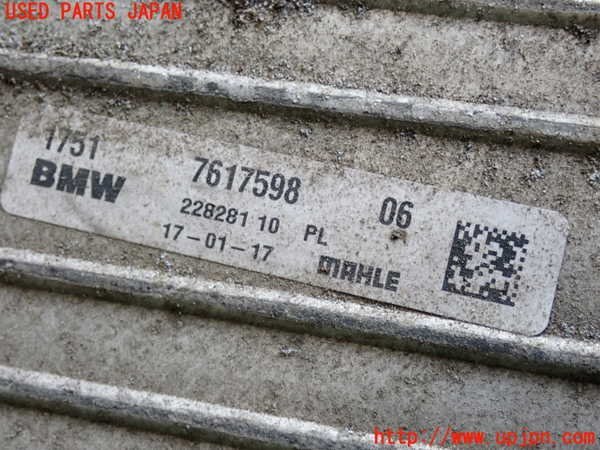 USED PARTS JAPAN
1751
BMW 7617598 06
228281 10 PL
17-01-17 MAHLE
http://www.upjpn.com